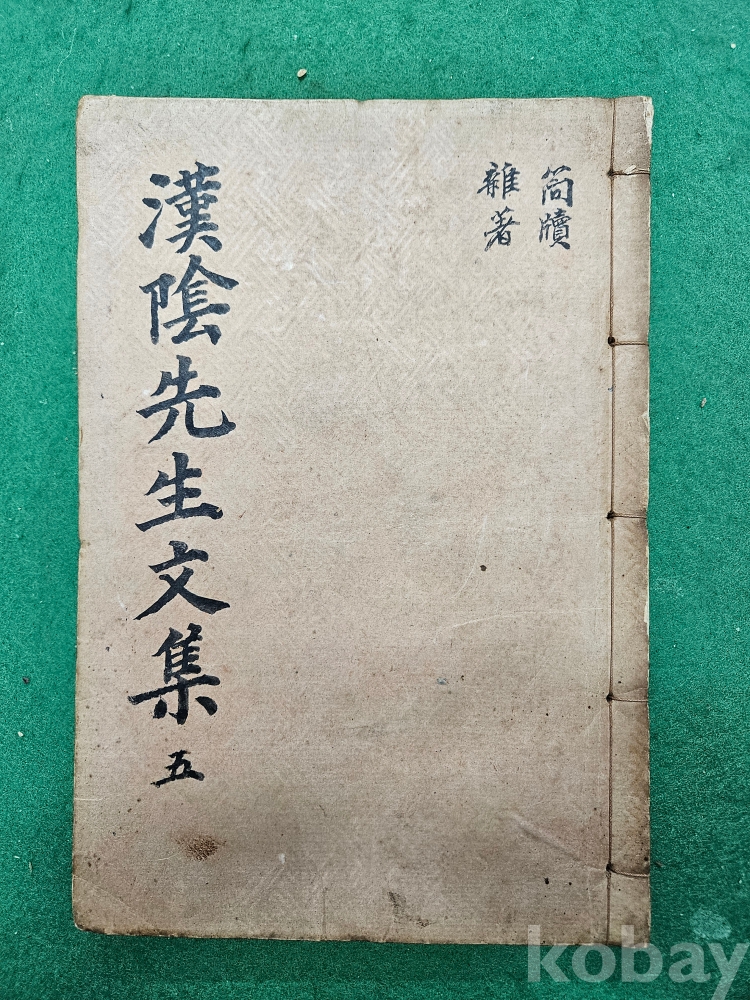 簡牘
雜著
漢陰先生文集 五
kobay